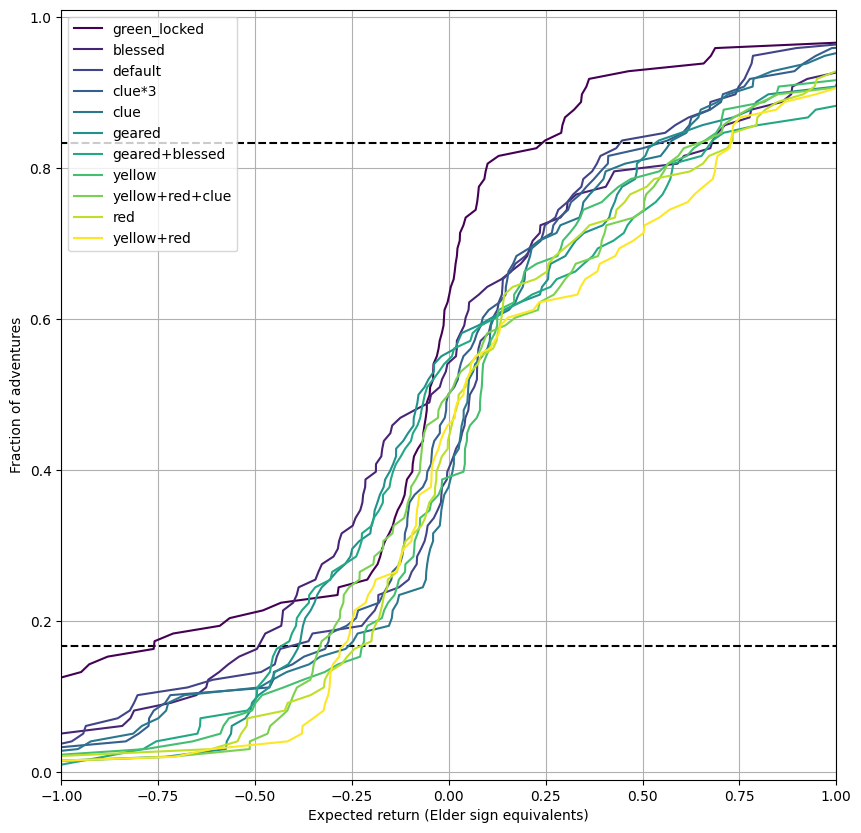 1.0
0.8
0.6
0.4
0.2
0.0
Fraction of adventures
green_locked
blessed
default
clue*3
clue
geared
geared+blessed
yellow
yellow+red+clue
red
yellow+red
−1.00 −0.75 −0.50 −0.25 0.00 0.25 0.50 0.75 1.00
Expected return (Elder sign equivalents)